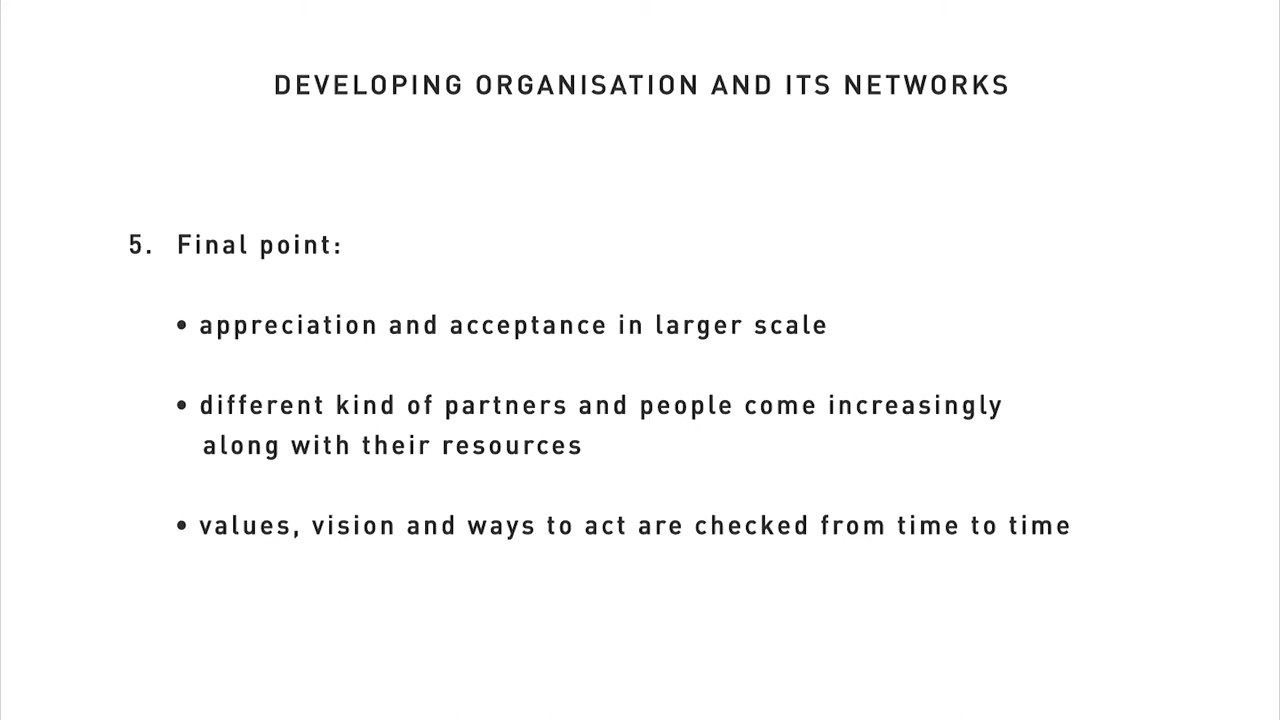 DEVELOPING ORGANISATION AND ITS NETWORKS
5. Final point:
• appreciation and acceptance in larger scale
• different kind of partners and people come increasingly
along with their resources
• values, vision and ways to act are checked from time to time